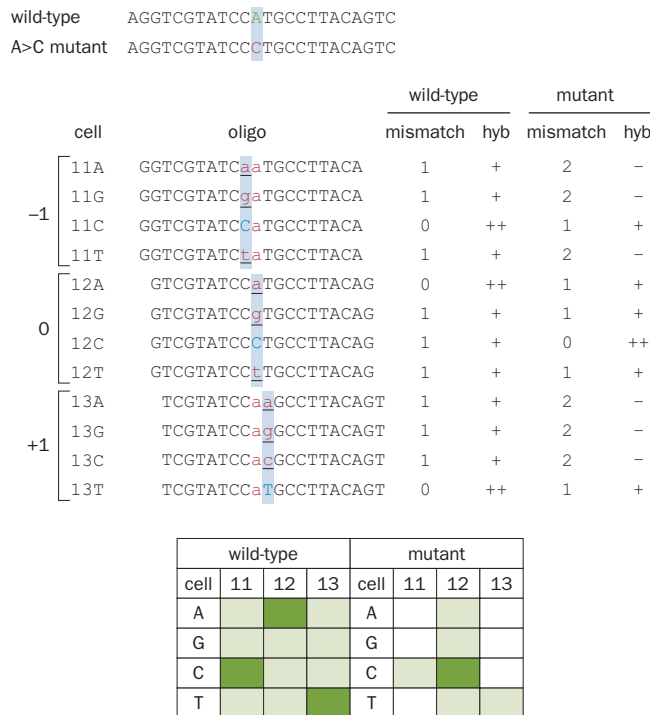 wild-type AGGTCGTATCCATGCCTTACAGTC
A>C mutant AGGTCGTATCCCTGCCTTACAGTC
wild-type mutant
cell oligo mismatch hyb mismatch hyb
11A GGTCGTATCaaTGCCTTACA 1 + 2 –
11G GGTCGTATCgaTGCCTTACA 1 + 2 –
–1
11C GGTCGTATCCaTGCCTTACA 0 ++ 1 +
11T GGTCGTATCtaTGCCTTACA 1 + 2 –
12A GTCGTATCCaTGCCTTACAG 0 ++ 1 +
12G GTCGTATCCgTGCCTTACAG 1 + 1 +
0
12C GTCGTATCCCTGCCTTACAG 1 + 0 ++
12T GTCGTATCCtTGCCTTACAG 1 + 1 +
13A TCGTATCCaaGCCTTACAGT 1 + 2 –
13G TCGTATCCagGCCTTACAGT 1 + 2 –
+1
13C TCGTATCCacGCCTTACAGT 1 + 2 –
13T TCGTATCCaTGCCTTACAGT 0 ++ 1 +
wild-type mutant
cell 11 12 13 cell 11 12 13
A A
G G
C C
T T